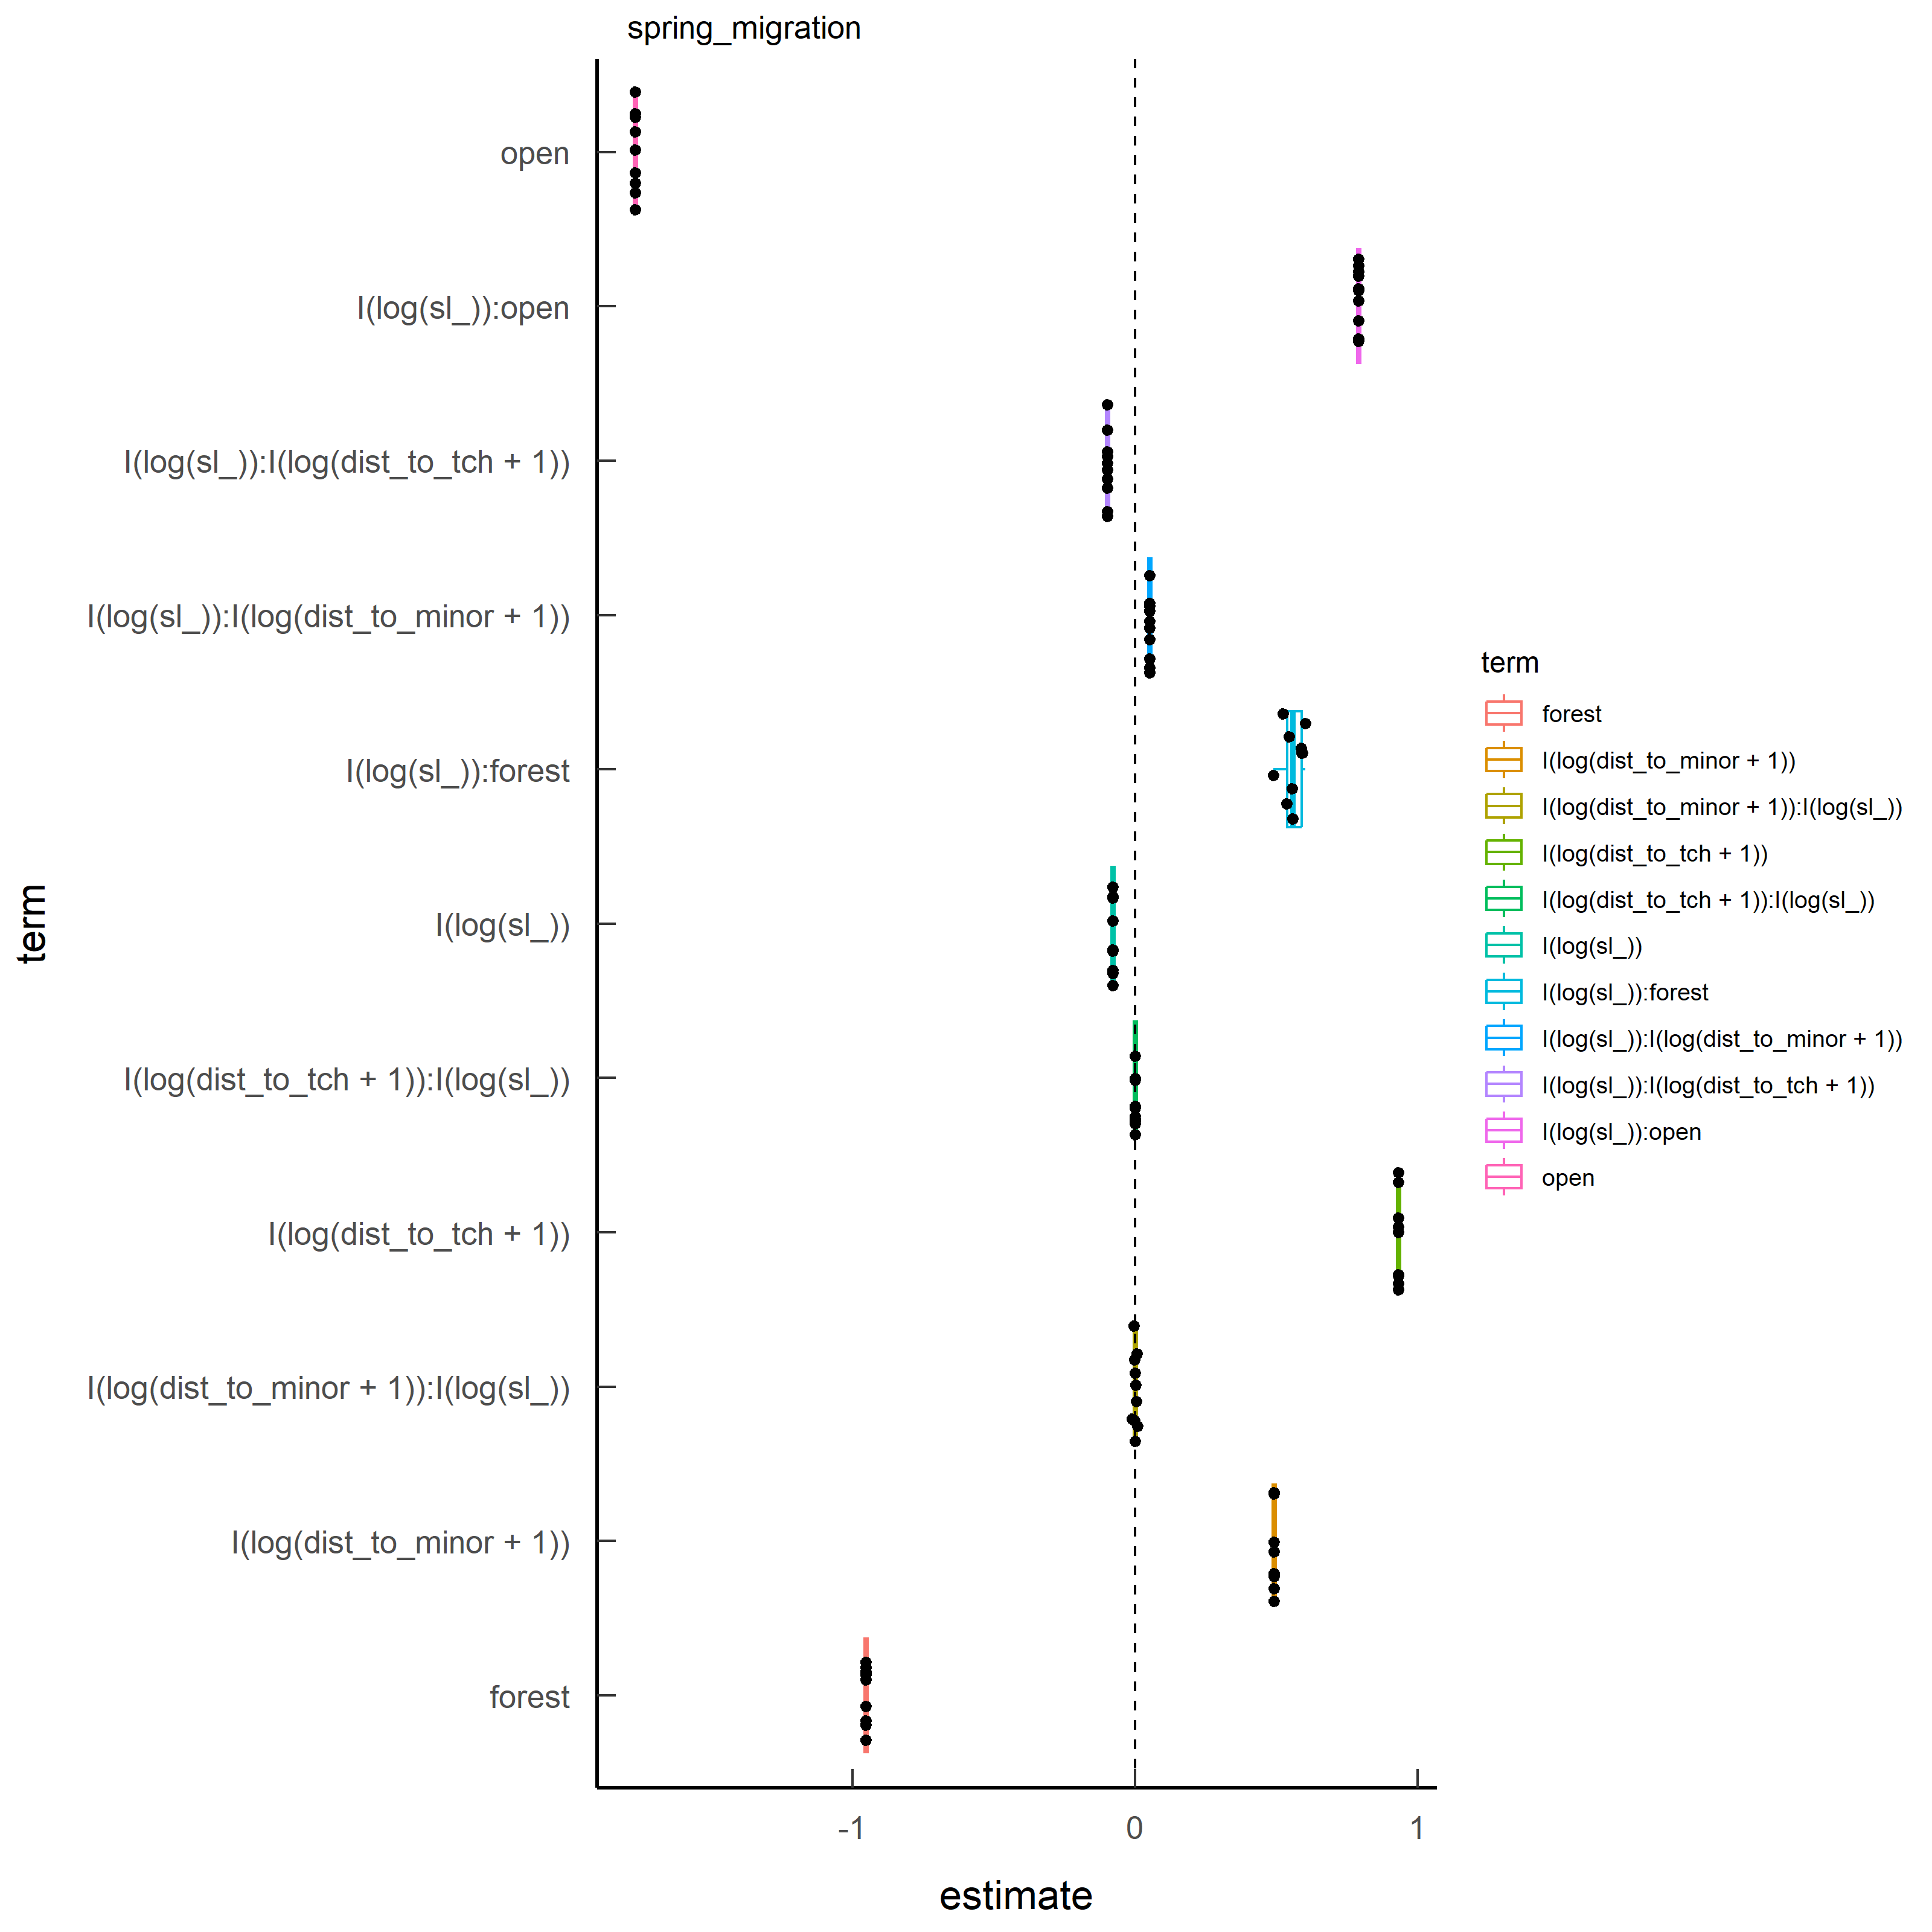 spring_migration
open
I(log(sl_)):open
I(log(sl_)):I(log(dist_to_tch + 1))
I(log(sl_)):I(log(dist_to_minor + 1))
I(log(sl_)):forest
I(log(sl_))
I(log(dist_to_tch + 1)):I(log(sl_))
I(log(dist_to_tch + 1))
I(log(dist_to_minor + 1)):I(log(sl_))
I(log(dist_to_minor + 1))
forest
term
-1 0 1
estimate
term
forest
I(log(dist_to_minor + 1))
I(log(dist_to_minor + 1)):I(log(sl_))
I(log(dist_to_tch + 1))
I(log(dist_to_tch + 1)):I(log(sl_))
I(log(sl_))
I(log(sl_)):forest
I(log(sl_)):I(log(dist_to_minor + 1))
I(log(sl_)):I(log(dist_to_tch + 1))
I(log(sl_)):open
open